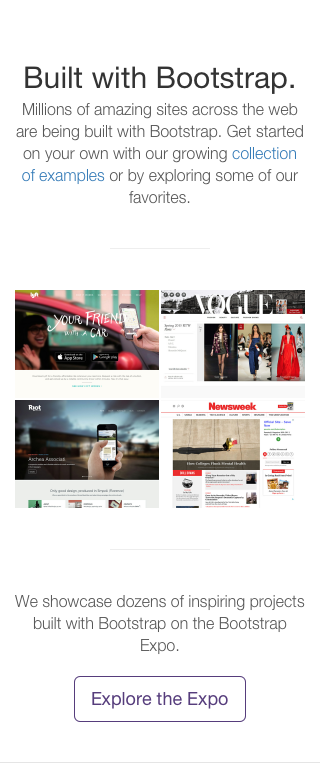 Built with Bootstrap.
Millions of amazing sites across the web
are being built with Bootstrap. Get started
on your own with our growing collection
of examples or by exploring some of our
favorites.
lyft
YOUR FRIEND
WITH A CAR
App Store
Google play
VOGUE
Riot
Newsweek
We showcase dozens of inspiring projects
built with Bootstrap on the Bootstrap
Expo.
Explore the Expo